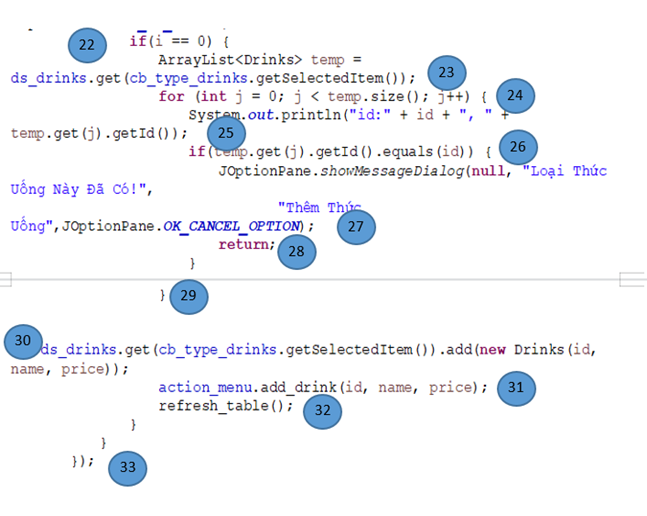 22 if(i == 0) {
ArrayList<Drinks> temp =
ds_drinks.get(cb_type_drinks.getSelectedItem()); 23
for (int j = 0; j < temp.size(); j++) { 24
System.out.println("id:" + id + ", " +
temp.get(j).getId()); 25
if(temp.get(j).getId().equals(id)) { 26
JOptionPane.showMessageDialog(null, "Loại Thức
Uống Này Đã Có!",
"Thêm Thức
Uống",JOptionPane.OK_CANCEL_OPTION); 27
return; 28
}
} 29
30 ds_drinks.get(cb_type_drinks.getSelectedItem()).add(new Drinks(id,
name, price));
action_menu.add_drink(id, name, price); 31
refresh_table(); 32
}
}
}); 33